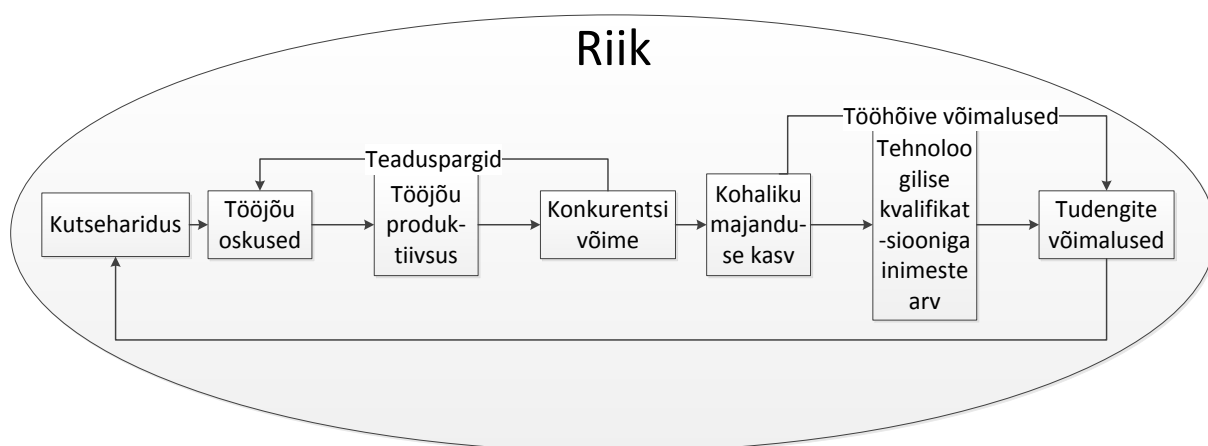 Riik
Tööhõive võimalused
Teaduspargid
Kutseharidus
Tööjõu
oskused
Tööjõu
produk-
tiivsus
Konkurentsi
võime
Kohaliku
majandu-
se kasv
Tehnoloo
gilise
kvalifikat
-siooniga
inimeste
arv
Tudengite
võimalused